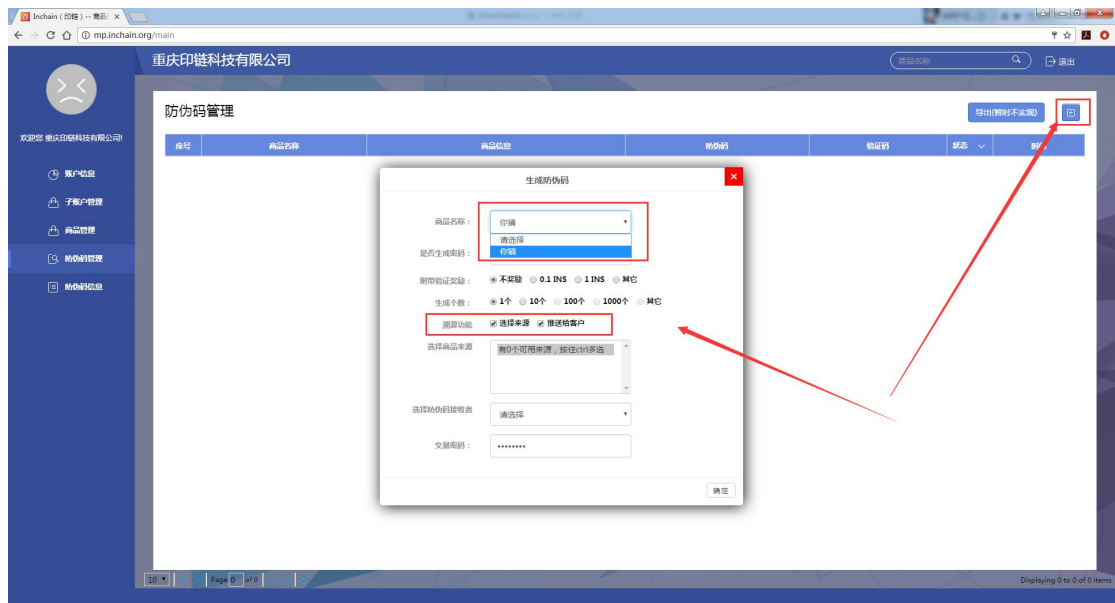 Inchain ( 印链 ) -- 商品
mp.inchain.org/main
重庆印链科技有限公司
商品名称
退出
欢迎您 重庆印链科技有限公司!
账户信息
子账户管理
商品管理
防伪码管理
防伪码信息
防伪码管理
导出(暂时不实现)
序号 商品名称 商品信息 防伪码 验证码 状态 时间
生成防伪码
商品名称：
你猜
请选择
你猜
是否生成密码：
附带验证奖励： 不奖励 0.1 INS 1 INS 其它
生成个数： 1个 10个 100个 1000个 其它
溯源功能 选择来源 推送给客户
选择商品来源
有0个可用来源，按住ctrl多选
选择防伪码接收者
请选择
交易密码： ••••••••
确定
10 Page 0 of 0 Displaying 0 to 0 of 0 items